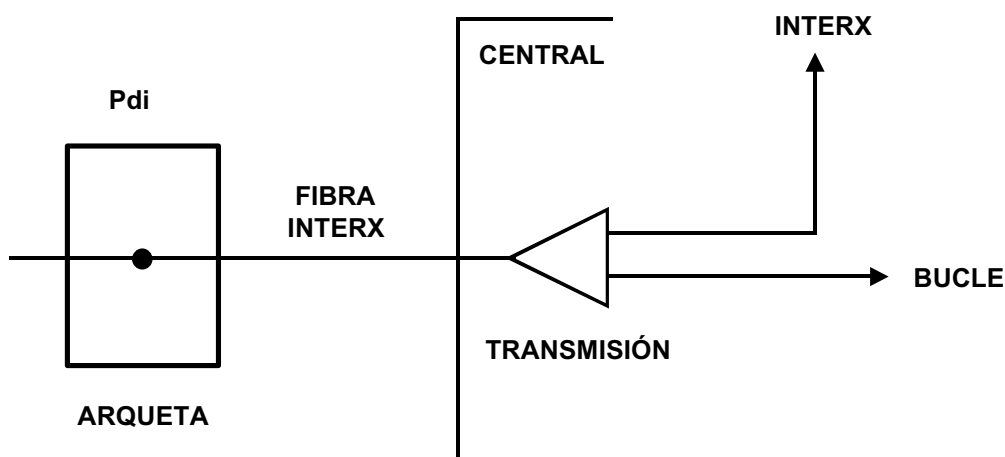 INTERX
CENTRAL
Pdi
FIBRA
INTERX
BUCLE
TRANSMISIÓN
ARQUETA